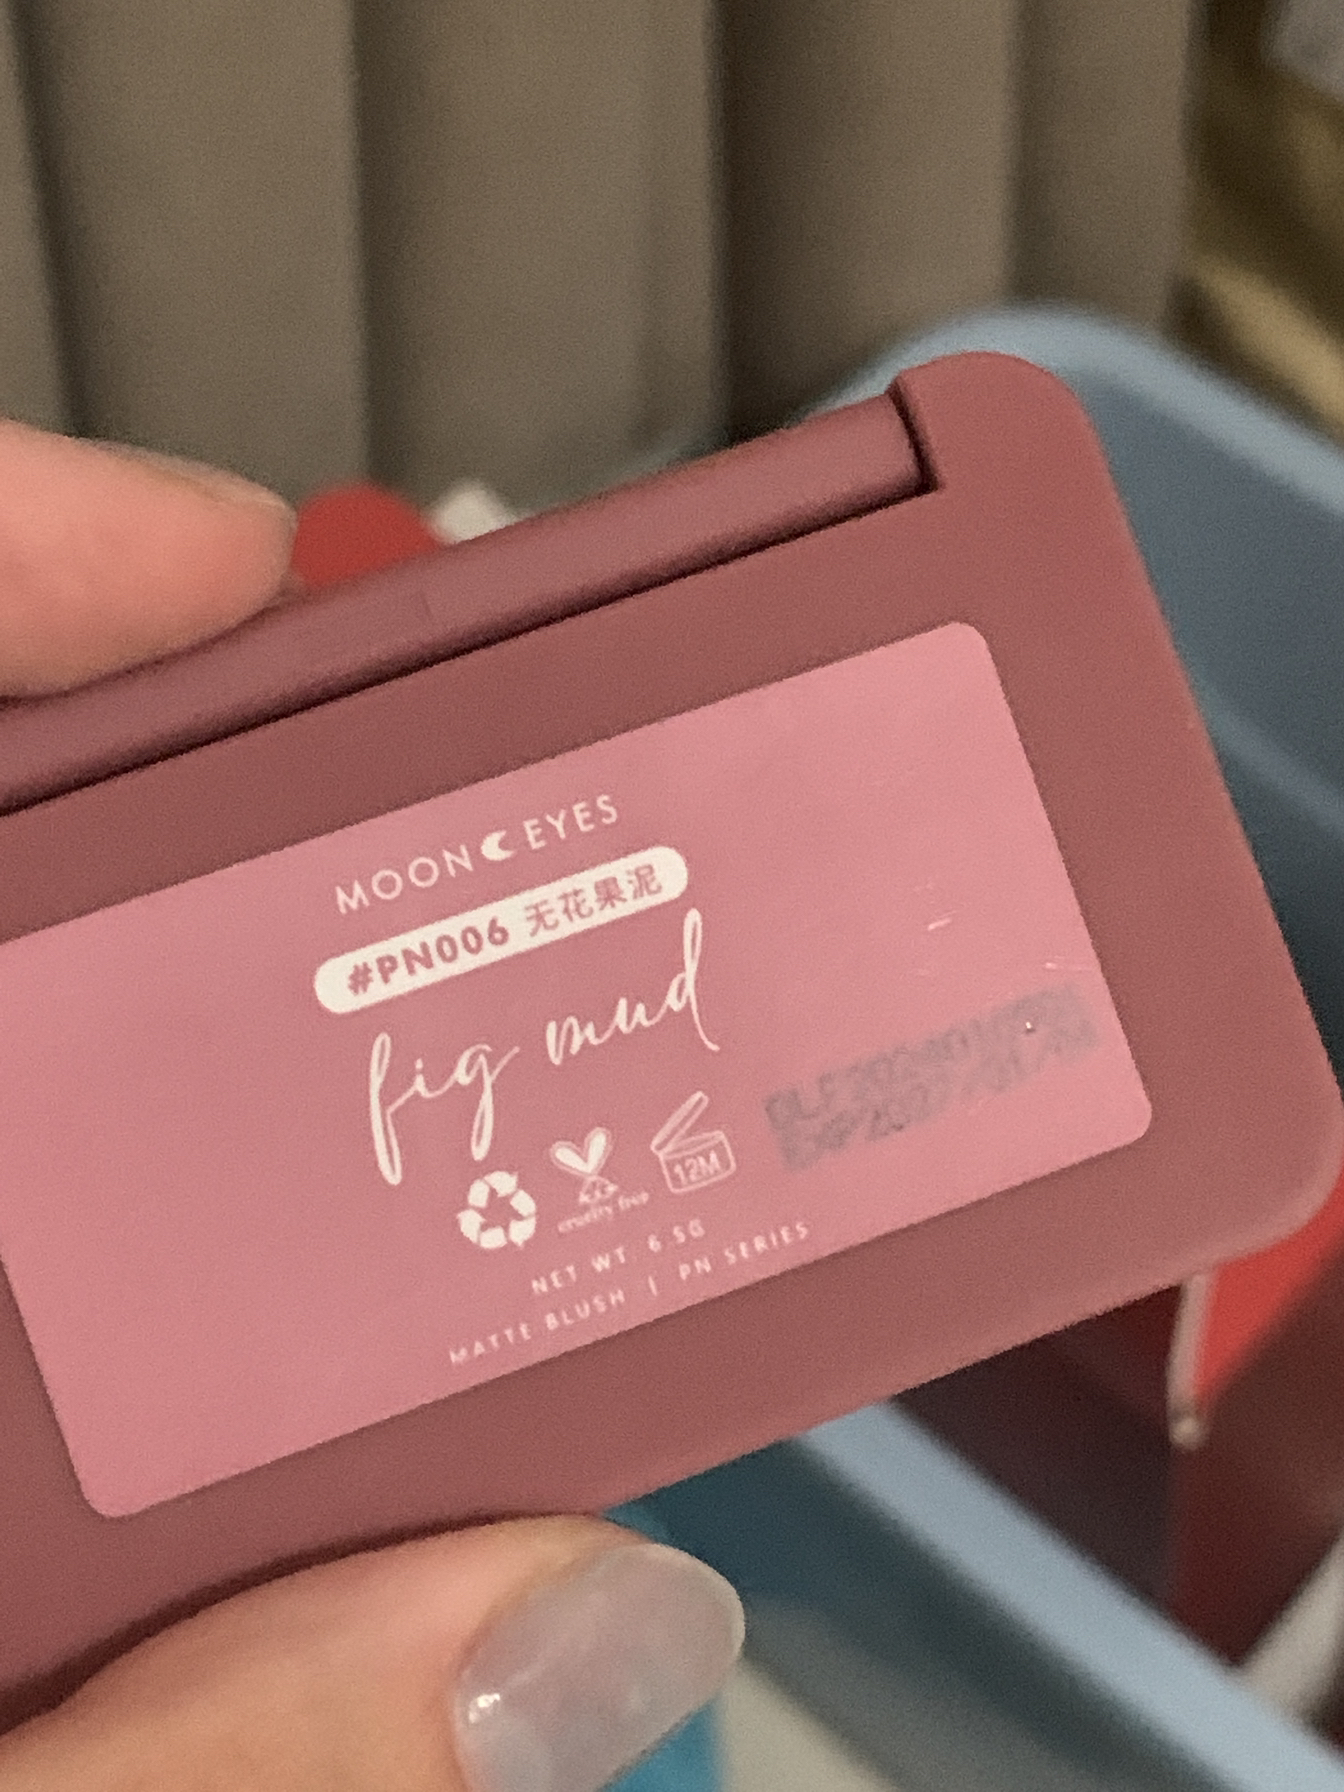 MOON EYES
#PN006 无花果泥
fig mud
cruelty free
12M
NET WT. 6.5G
MATTE BLUSH | PN SERIES